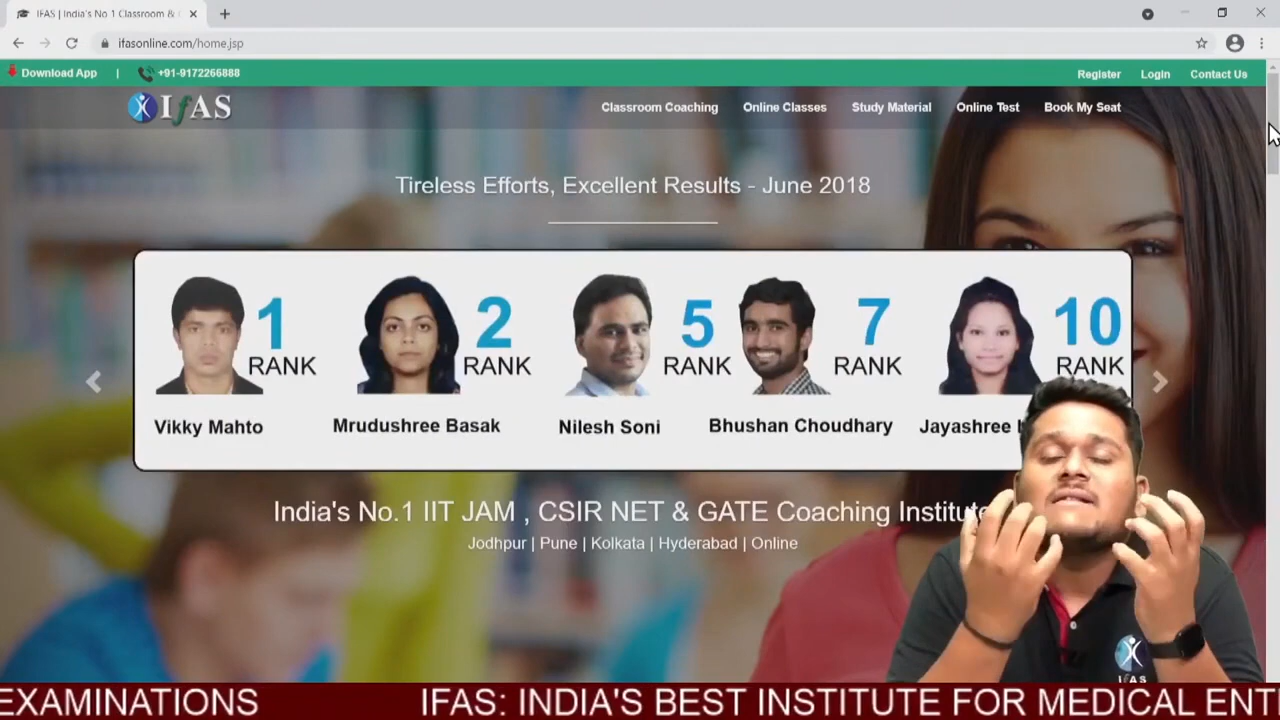 IFAS | India's No 1 Classroom &
ifasonline.com/home.jsp
Download App | +91-9172266888 Register Login Contact Us
IfAS Classroom Coaching Online Classes Study Material Online Test Book My Seat
Tireless Efforts, Excellent Results - June 2018
1 2 5 7 10
RANK RANK RANK RANK RANK
Vikky Mahto Mrudushree Basak Nilesh Soni Bhushan Choudhary Jayashree
India's No.1 IIT JAM , CSIR NET & GATE Coaching Institute
Jodhpur | Pune | Kolkata | Hyderabad | Online
IfAS
EXAMINATIONS IFAS: INDIA'S BEST INSTITUTE FOR MEDICAL ENT